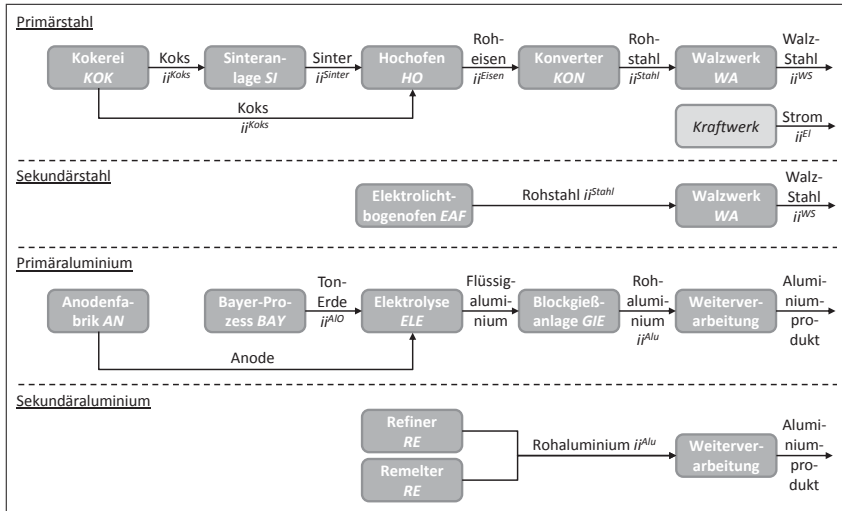 Primärstahl
Kokerei
KOK
Koks
ii^Koks
Sinteran-
lage SI
Sinter
ii^Sinter
Hochofen
HO
Roh-
eisen
ii^Eisen
Konverter
KON
Roh-
stahl
ii^Stahl
Walzwerk
WA
Walz-
Stahl
ii^WS
Koks
ii^Koks
Kraftwerk
Strom
ii^El
Sekundärstahl
Elektrolicht-
bogenofen EAF
Rohstahl ii^Stahl
Walzwerk
WA
Walz-
Stahl
ii^WS
Primäraluminium
Anodenfa-
brik AN
Bayer-Pro-
zess BAY
Ton-
Erde
ii^AlO
Elektrolyse
ELE
Flüssig-
alumi-
nium
Blockgieß-
anlage GIE
Roh-
alumi-
nium
ii^Alu
Weiterver-
arbeitung
Alumi-
nium-
pro-
dukt
Anode
Sekundäraluminium
Refiner
RE
Remelter
RE
Rohaluminium ii^Alu
Weiterver-
arbeitung
Alumi-
nium-
pro-
dukt